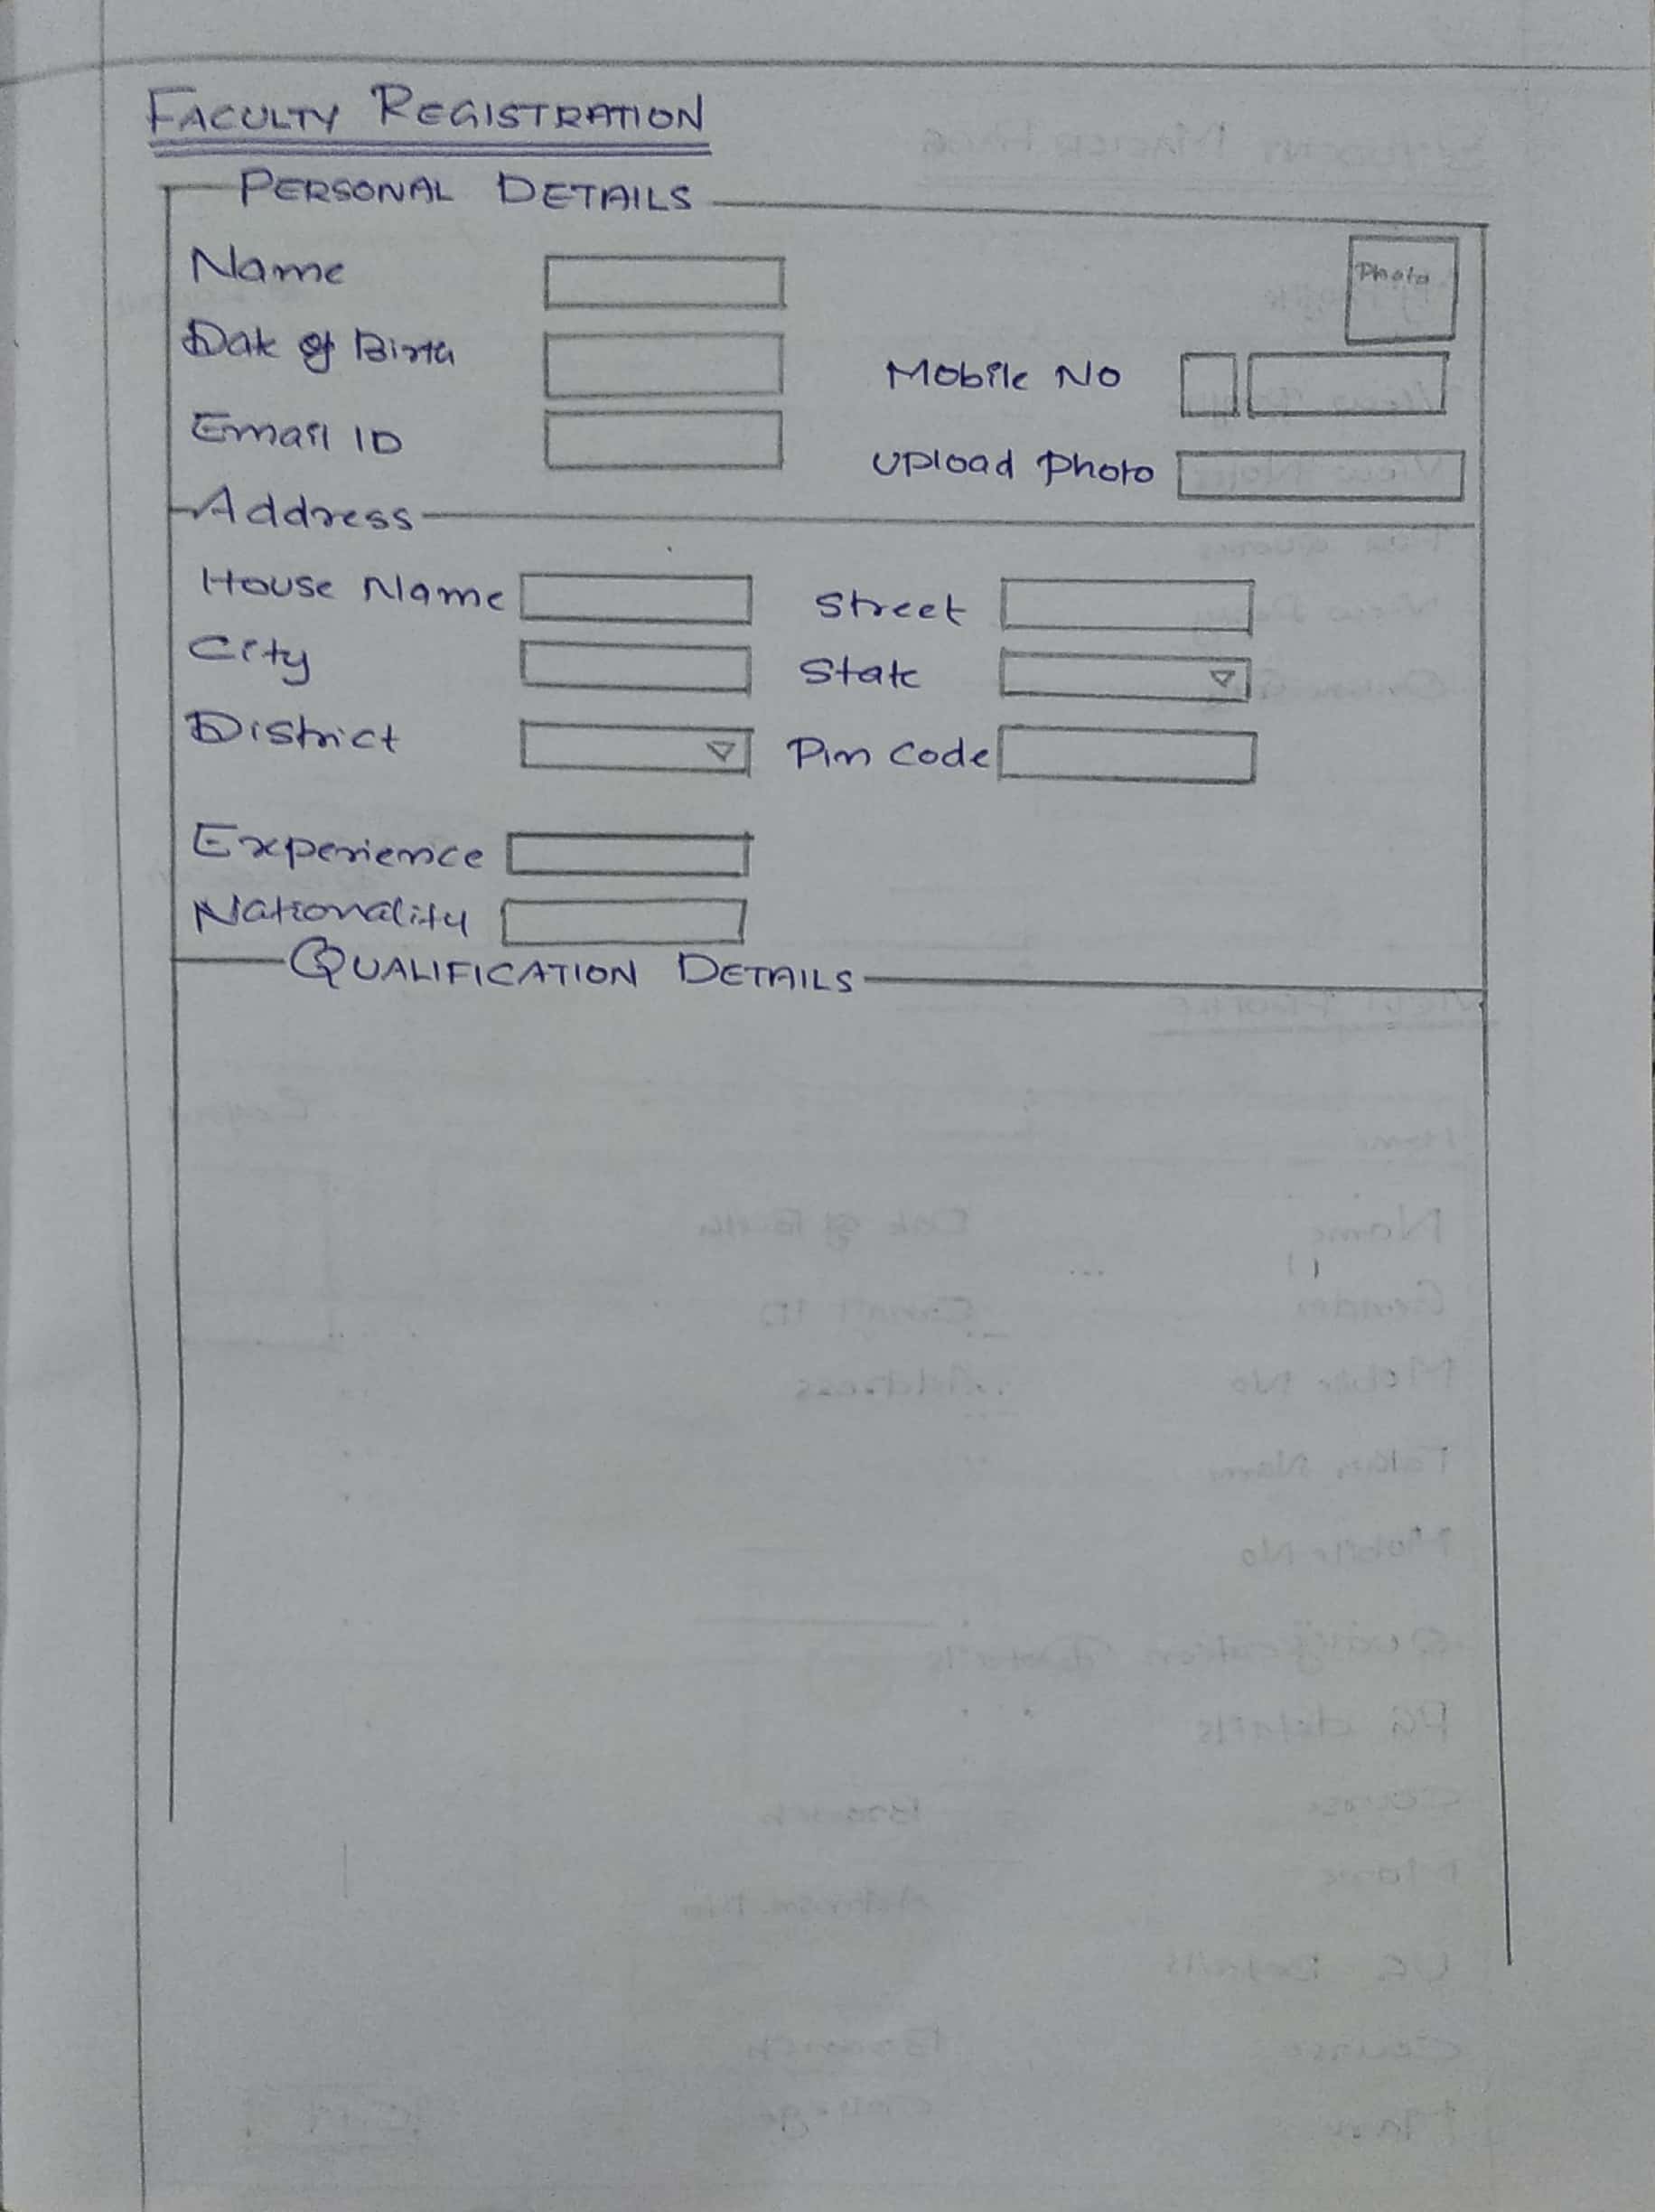 FACULTY REGISTRATION
PERSONAL DETAILS
Name
Photo
Date of Birth
Mobile No
Email ID
Upload Photo
Address
House Name
Street
City
State
District
Pin Code
Experience
Nationality
QUALIFICATION DETAILS